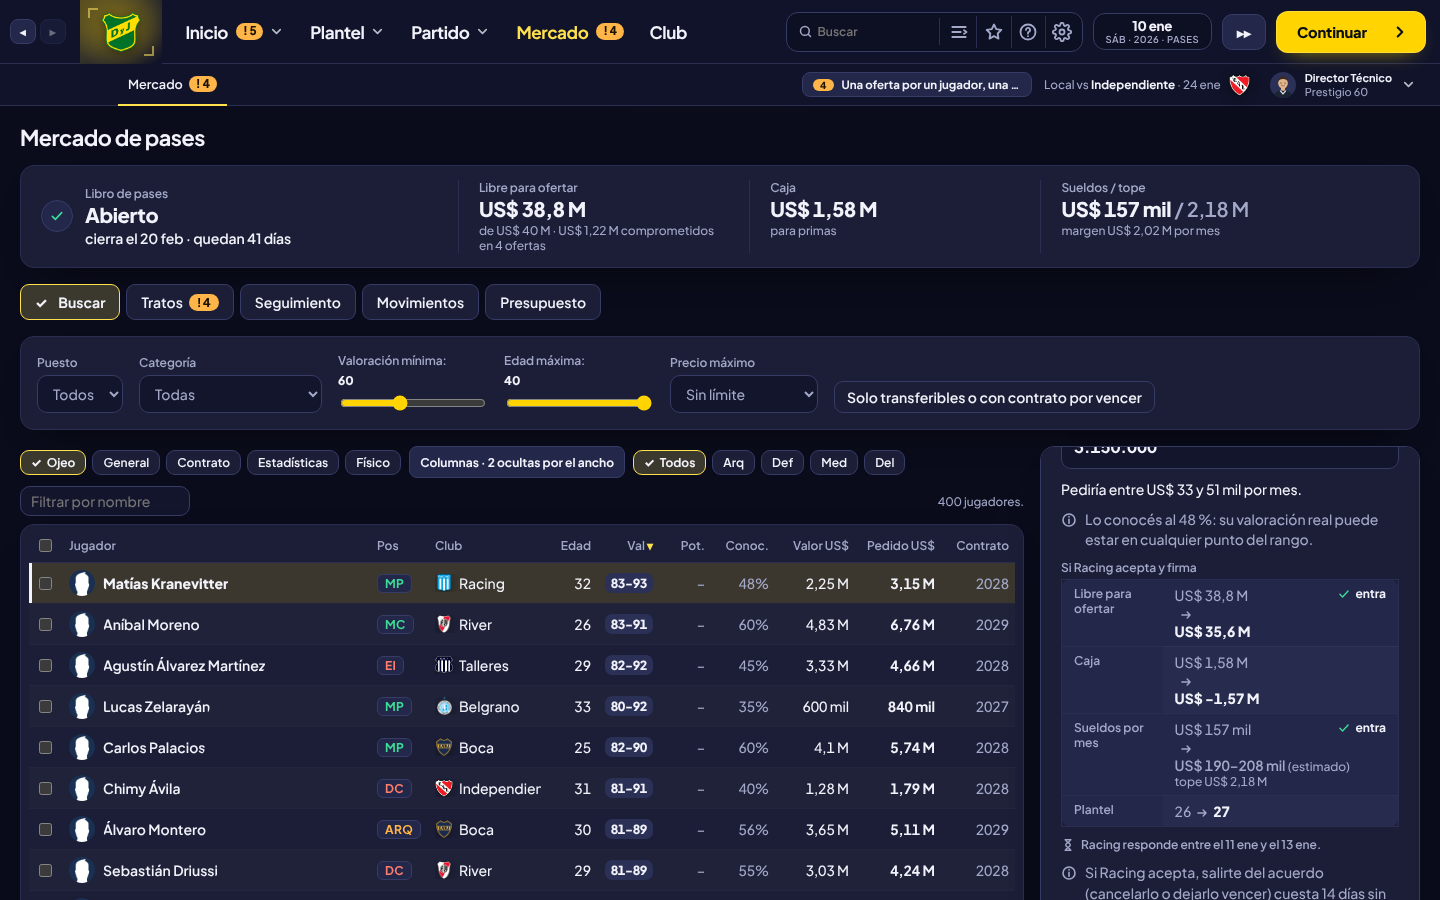 Inicio !5
Plantel
Partido
Mercado !4
Club
Buscar
10 ene
SÁB · 2026 · PASES
Continuar
Mercado !4
4 Una oferta por un jugador, una ...
Local vs Independiente · 24 ene
Director Técnico
Prestigio 60
Mercado de pases
Libro de pases
Abierto
cierra el 20 feb · quedan 41 días
Libre para ofertar
US$ 38,8 M
de US$ 40 M · US$ 1,22 M comprometidos
en 4 ofertas
Caja
US$ 1,58 M
para primas
Sueldos / tope
US$ 157 mil / 2,18 M
margen US$ 2,02 M por mes
Buscar
Tratos !4
Seguimiento
Movimientos
Presupuesto
Puesto
Todos
Categoría
Todas
Valoración mínima:
60
Edad máxima:
40
Precio máximo
Sin límite
Solo transferibles o con contrato por vencer
Ojeo
General
Contrato
Estadísticas
Físico
Columnas · 2 ocultas por el ancho
Todos
Arq
Def
Med
Del
Filtrar por nombre
400 jugadores.
Jugador Pos Club Edad Val▼ Pot. Conoc. Valor US$ Pedido US$ Contrato
Matías Kranevitter MP Racing 32 83–93 – 48% 2,25 M 3,15 M 2028
Aníbal Moreno MC River 26 83–91 – 60% 4,83 M 6,76 M 2029
Agustín Álvarez Martínez EI Talleres 29 82–92 – 45% 3,33 M 4,66 M 2028
Lucas Zelarayán MP Belgrano 33 80–92 – 35% 600 mil 840 mil 2027
Carlos Palacios MP Boca 25 82–90 – 60% 4,1 M 5,74 M 2028
Chimy Ávila DC Independier 31 81–91 – 40% 1,28 M 1,79 M 2028
Álvaro Montero ARQ Boca 30 81–89 – 56% 3,65 M 5,11 M 2029
Sebastián Driussi DC River 29 81–89 – 55% 3,03 M 4,24 M 2028
3.150.000
Pediría entre US$ 33 y 51 mil por mes.
Lo conocés al 48 %: su valoración real puede
estar en cualquier punto del rango.
Si Racing acepta y firma
Libre para
ofertar
US$ 38,8 M
→
US$ 35,6 M
entra
Caja
US$ 1,58 M
→
US$ -1,57 M
Sueldos por
mes
US$ 157 mil
→
US$ 190–208 mil (estimado)
tope US$ 2,18 M
entra
Plantel
26 → 27
Racing responde entre el 11 ene y el 13 ene.
Si Racing acepta, salirte del acuerdo
(cancelarlo o dejarlo vencer) cuesta 14 días sin